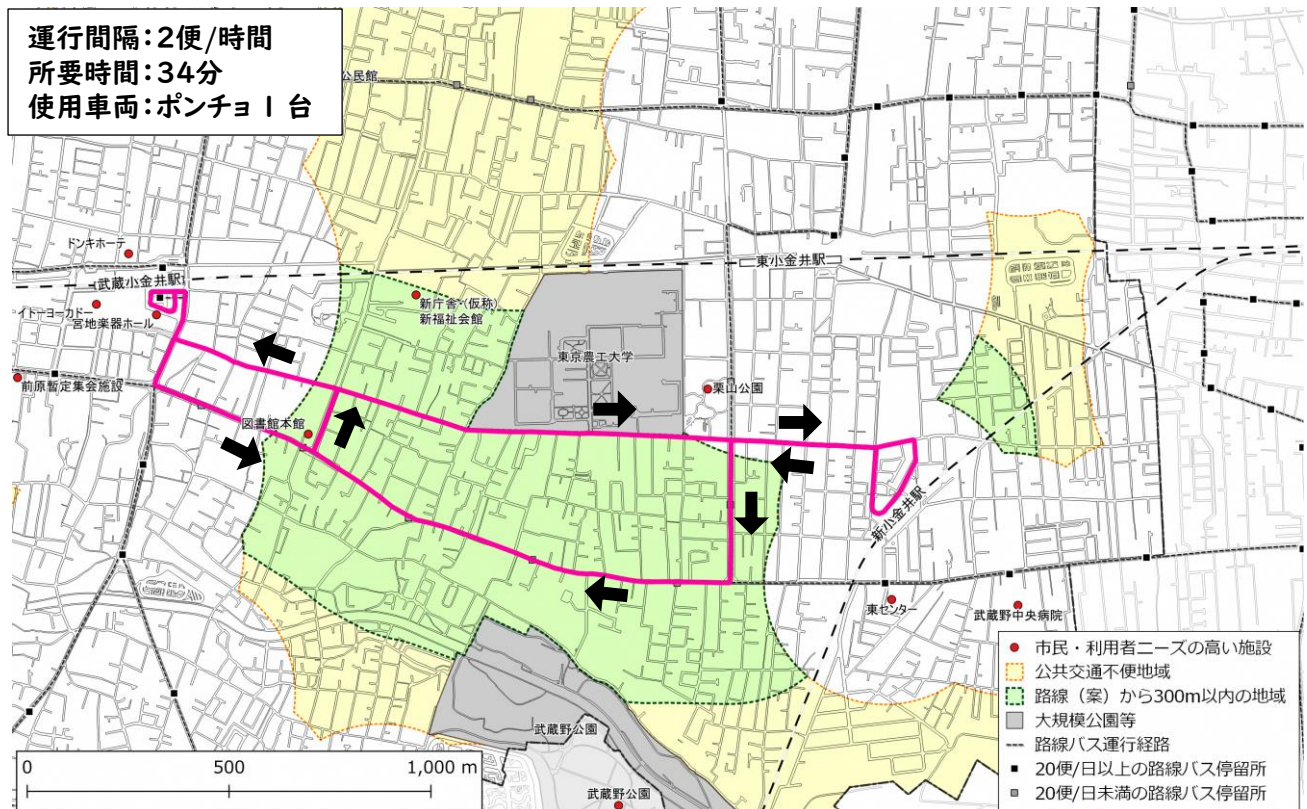 運行間隔:2便/時間
所要時間:34分
使用車両:ポンチョ1台
公民館
ドンキホーテ
武蔵小金井駅
イトーヨーカドー
宮地楽器ホール
新庁舎(仮称)
新福祉会館
東小金井駅
東京農工大学
栗山公園
前原暫定集会施設
図書館本館
新小金井駅
東センター
武蔵野中央病院
武蔵野公園
武蔵野公園
0 500 1,000 m
市民・利用者ニーズの高い施設
公共交通不便地域
路線(案)から300m以内の地域
大規模公園等
路線バス運行経路
20便/日以上の路線バス停留所
20便/日未満の路線バス停留所